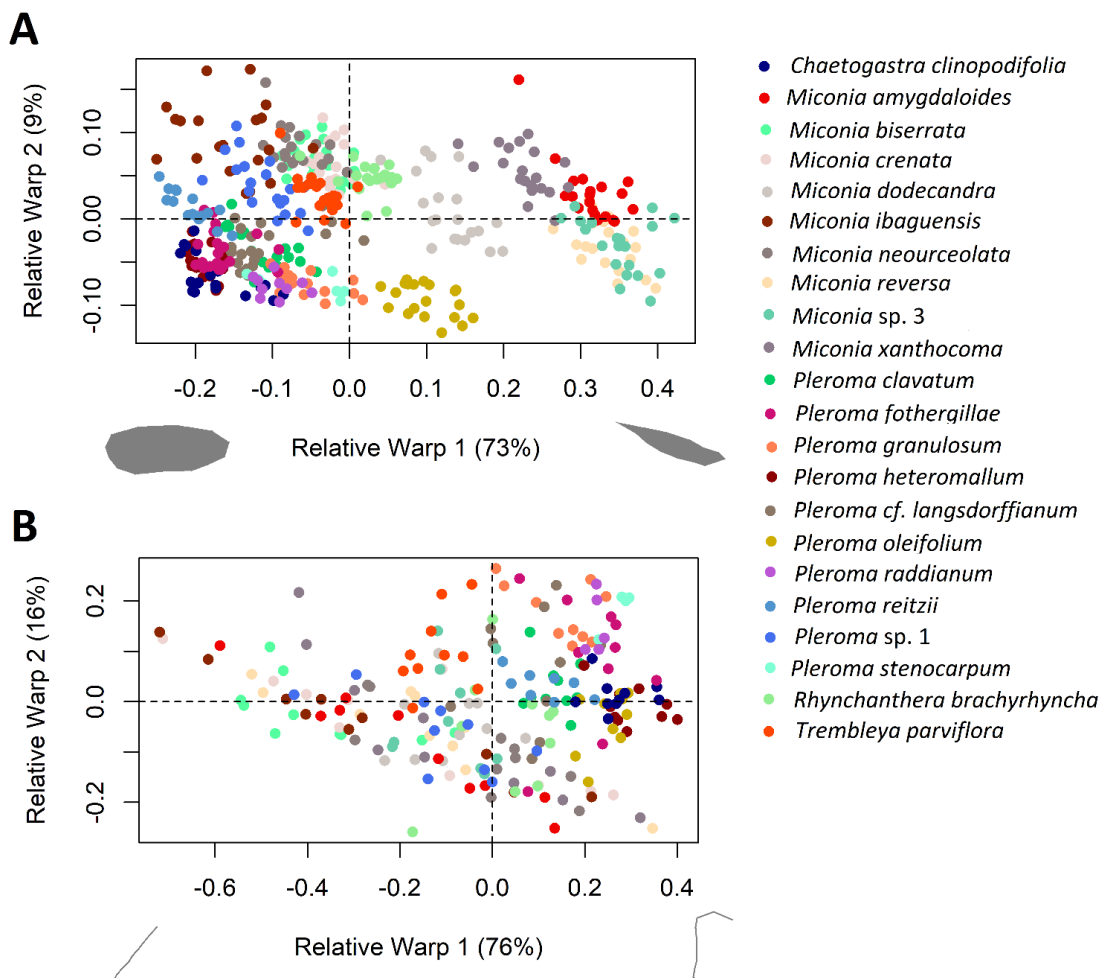 A
Relative Warp 2 (9%)
0.10
0.00
-0.10
-0.2
-0.1
0.0
0.1
0.2
0.3
0.4
Relative Warp 1 (73%)
Chaetogastra clinopodifolia
Miconia amygdaloides
Miconia biserrata
Miconia crenata
Miconia dodecandra
Miconia ibaguensis
Miconia neourceolata
Miconia reversa
Miconia sp. 3
Miconia xanthocoma
Pleroma clavatum
Pleroma fothergillae
Pleroma granulosum
Pleroma heteromallum
Pleroma cf. langsdorffianum
Pleroma oleifolium
Pleroma raddianum
Pleroma reitzii
Pleroma sp. 1
Pleroma stenocarpum
Rhynchanthera brachyrhyncha
Trembleya parviflora
B
Relative Warp 2 (16%)
0.2
0.0
-0.2
-0.6
-0.4
-0.2
0.0
0.2
0.4
Relative Warp 1 (76%)